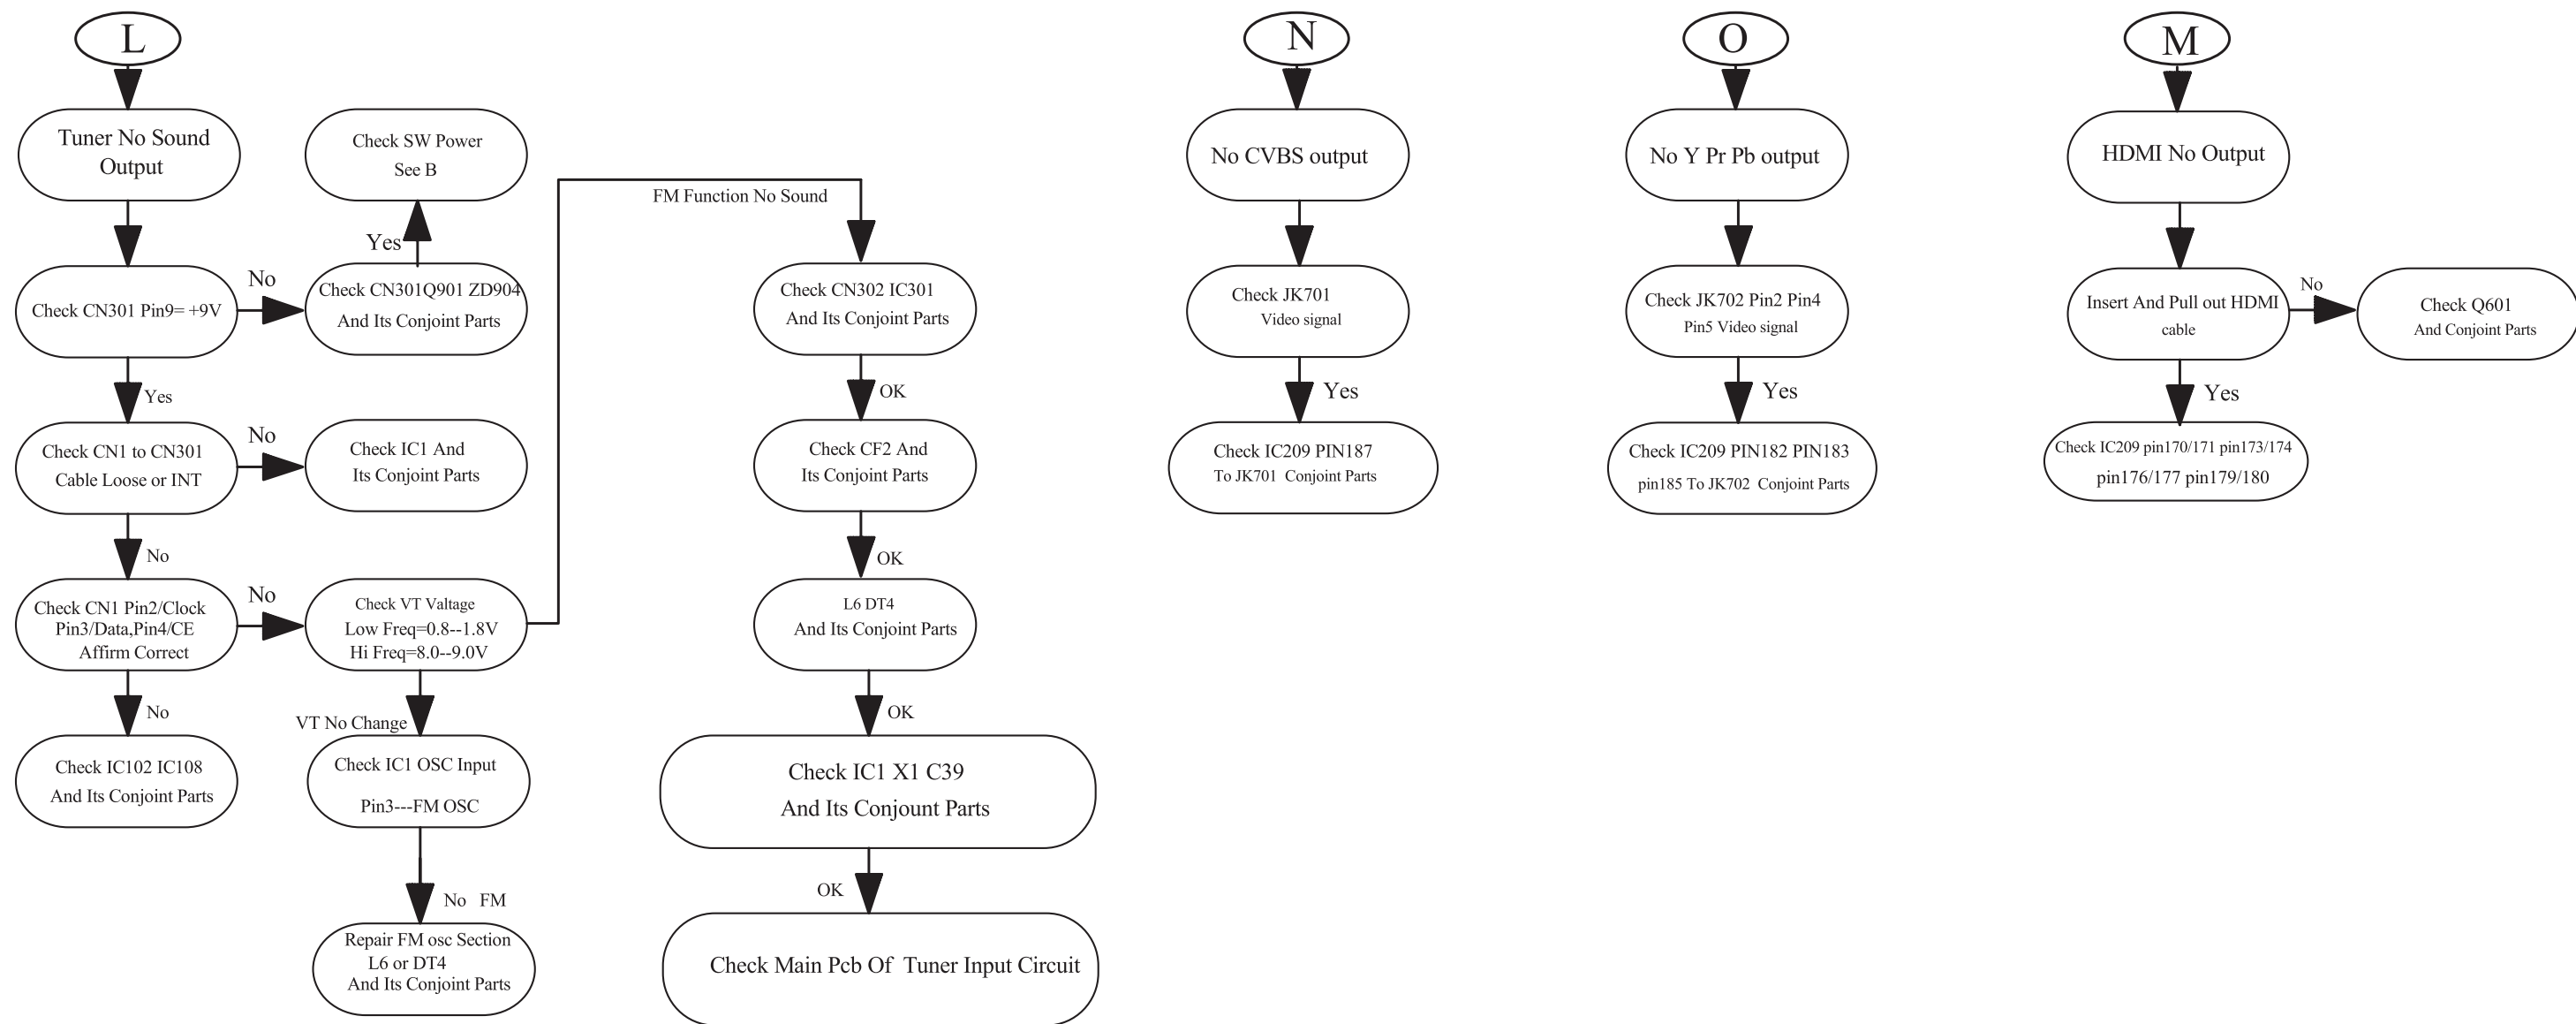 L
Tuner No Sound
Output
Check CN301 Pin9= +9V
No
Check CN301Q901 ZD904
And Its Conjoint Parts
Yes
Check SW Power
See B
Yes
Check CN1 to CN301
Cable Loose or INT
No
Check IC1 And
Its Conjoint Parts
No
Check CN1 Pin2/Clock
Pin3/Data,Pin4/CE
Affirm Correct
No
Check VT Valtage
Low Freq=0.8--1.8V
Hi Freq=8.0--9.0V
No
Check IC102 IC108
And Its Conjoint Parts
VT No Change
Check IC1 OSC Input
Pin3---FM OSC
No FM
Repair FM osc Section
L6 or DT4
And Its Conjoint Parts
FM Function No Sound
Check CN302 IC301
And Its Conjoint Parts
OK
Check CF2 And
Its Conjoint Parts
OK
L6 DT4
And Its Conjoint Parts
OK
Check IC1 X1 C39
And Its Conjount Parts
OK
Check Main Pcb Of Tuner Input Circuit
N
No CVBS output
Check JK701
Video signal
Yes
Check IC209 PIN187
To JK701 Conjoint Parts
O
No Y Pr Pb output
Check JK702 Pin2 Pin4
Pin5 Video signal
Yes
Check IC209 PIN182 PIN183
pin185 To JK702 Conjoint Parts
M
HDMI No Output
Insert And Pull out HDMI
cable
No
Check Q601
And Conjoint Parts
Yes
Check IC209 pin170/171 pin173/174
pin176/177 pin179/180